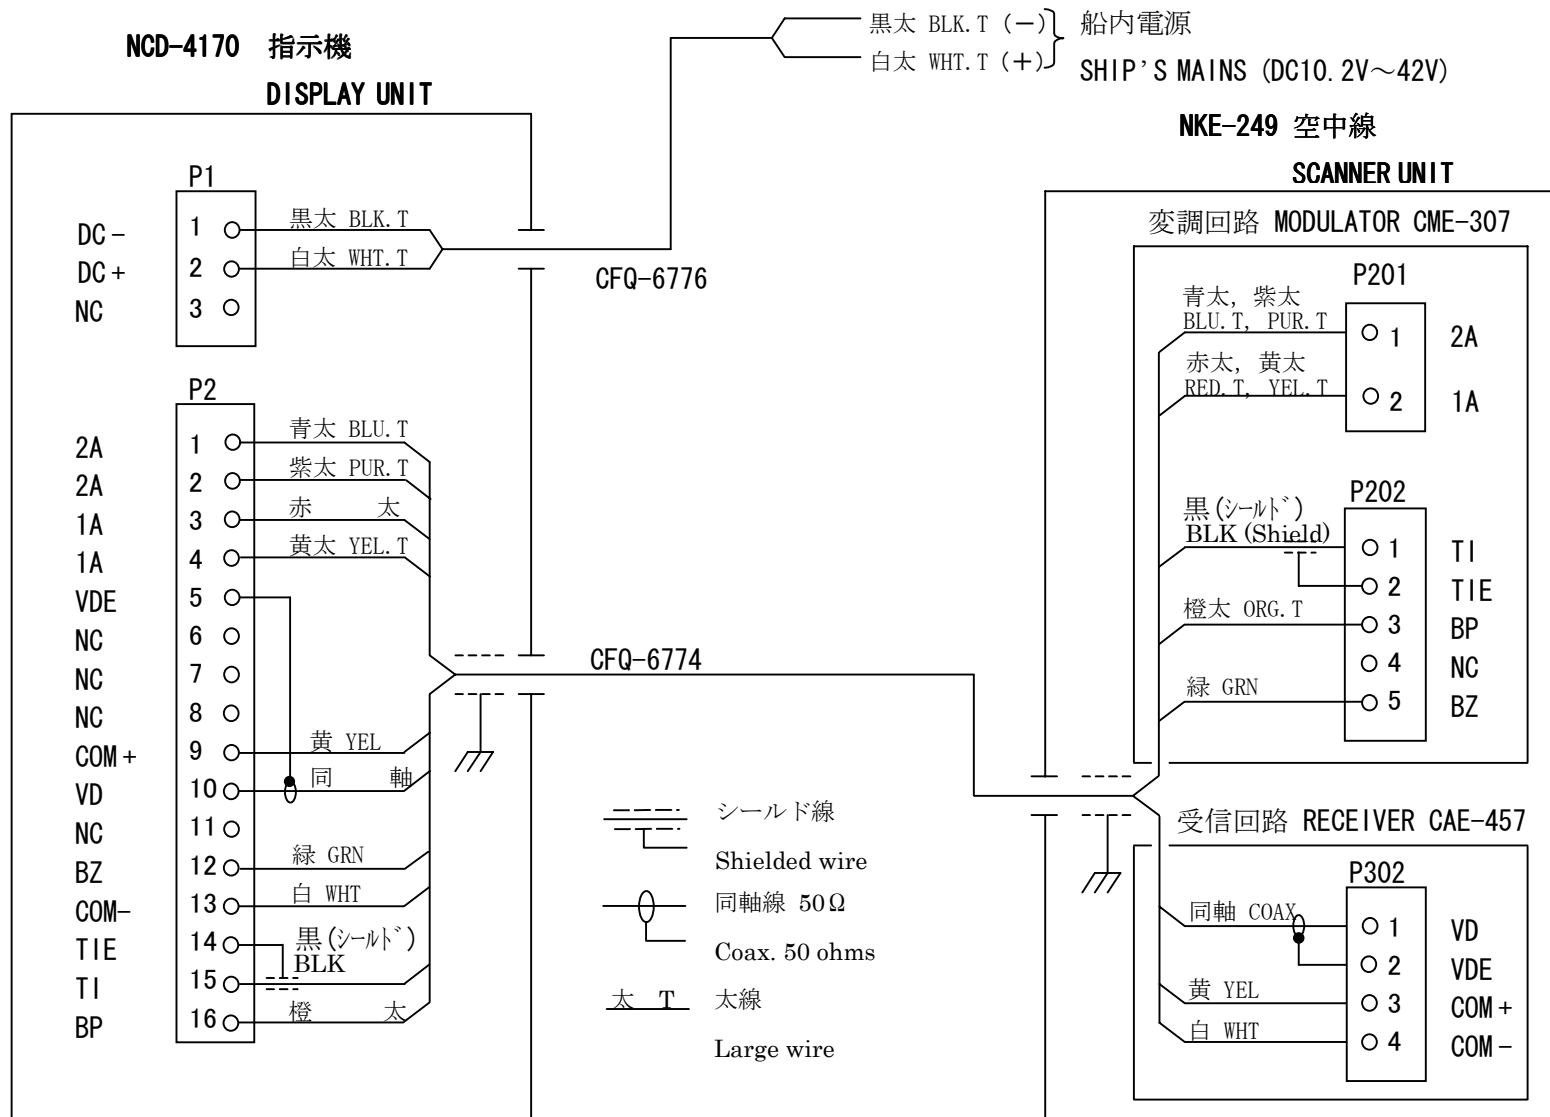 黒太 BLK.T (−)
白太 WHT.T (+)
船内電源
SHIP'S MAINS (DC10.2V～42V)
NCD-4170 指示機
DISPLAY UNIT
P1
DC− 1 黒太 BLK.T
DC+ 2 白太 WHT.T
NC 3
CFQ-6776
P2
2A 1 青太 BLU.T
2A 2 紫太 PUR.T
1A 3 赤 太
1A 4 黄太 YEL.T
VDE 5
NC 6
NC 7
NC 8
COM+ 9 黄 YEL
VD 10 同 軸
NC 11
BZ 12 緑 GRN
COM- 13 白 WHT
TIE 14 黒(シールド)
BLK
TI 15
BP 16 橙 太
CFQ-6774
シールド線
Shielded wire
同軸線 50Ω
Coax. 50 ohms
太 T 太線
Large wire
NKE-249 空中線
SCANNER UNIT
変調回路 MODULATOR CME-307
P201
青太, 紫太
BLU.T, PUR.T 1 2A
赤太, 黄太
RED.T, YEL.T 2 1A
P202
黒(シールド)
BLK (Shield) 1 TI
2 TIE
橙太 ORG.T 3 BP
4 NC
緑 GRN 5 BZ
受信回路 RECEIVER CAE-457
P302
同軸 COAX 1 VD
2 VDE
黄 YEL 3 COM+
白 WHT 4 COM−